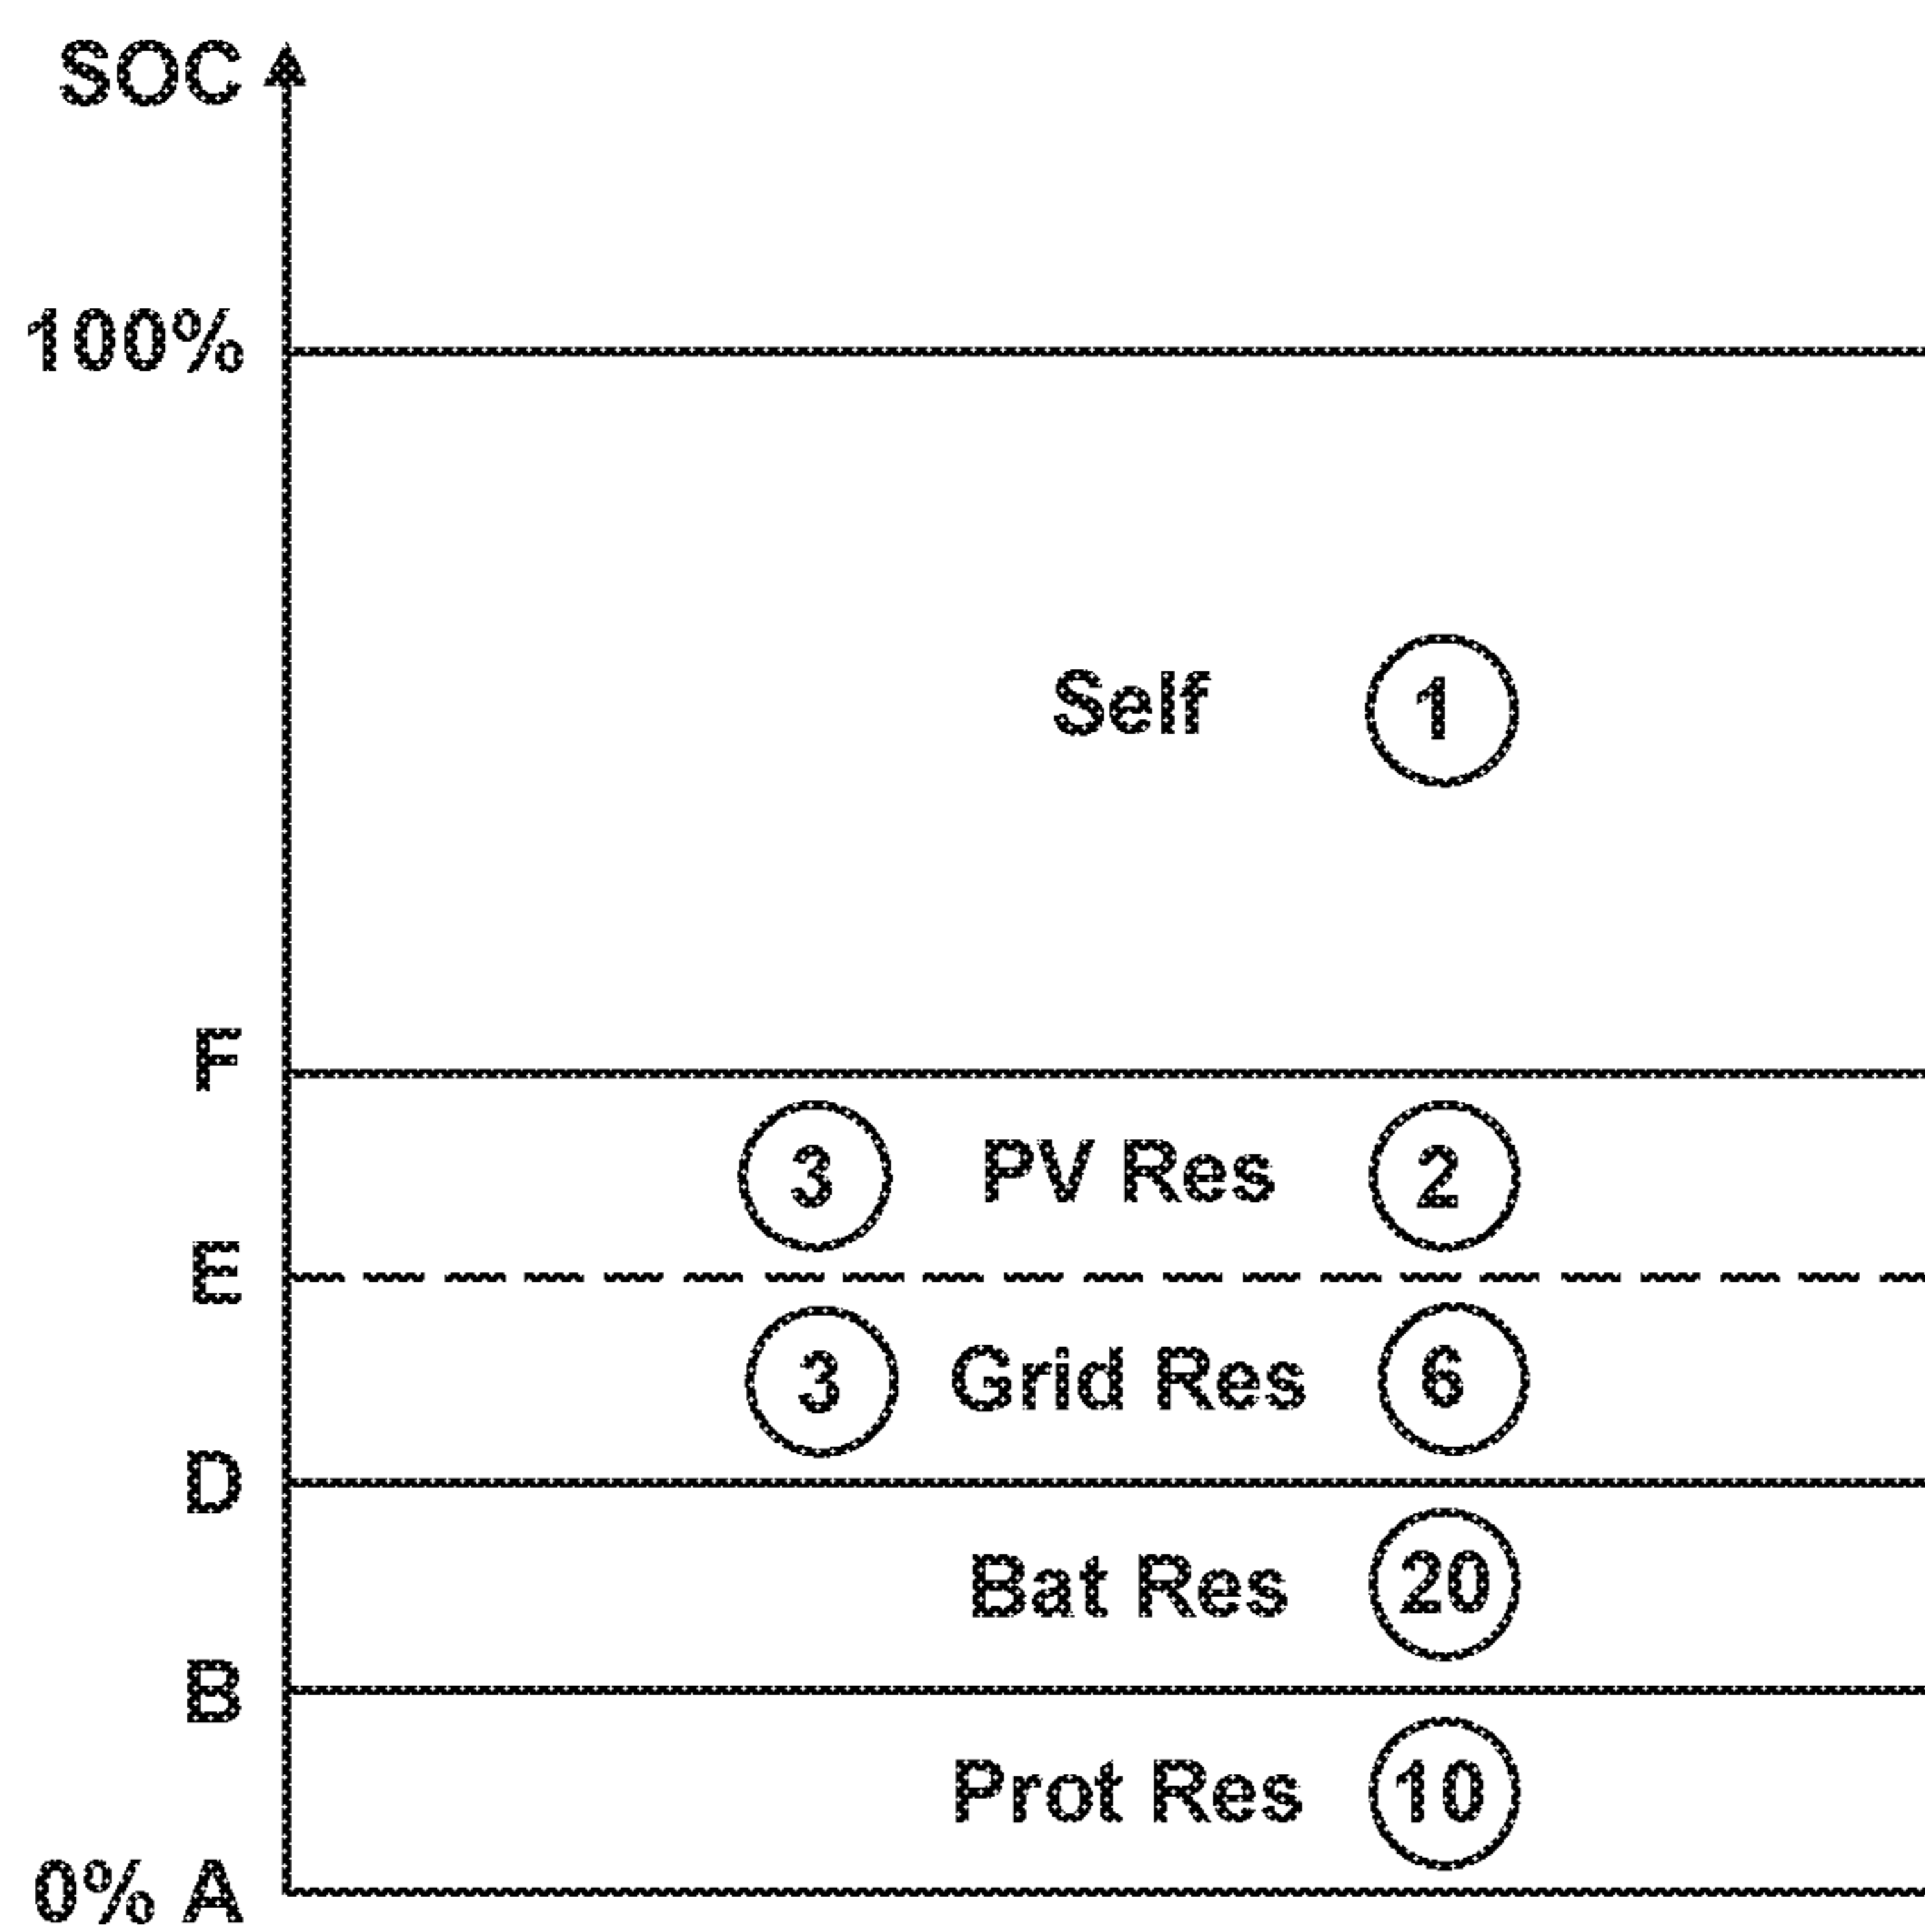 SOC
100%
Self 1
F
3 PV Res 2
E
3 Grid Res 6
D
Bat Res 20
B
Prot Res 10
0% A